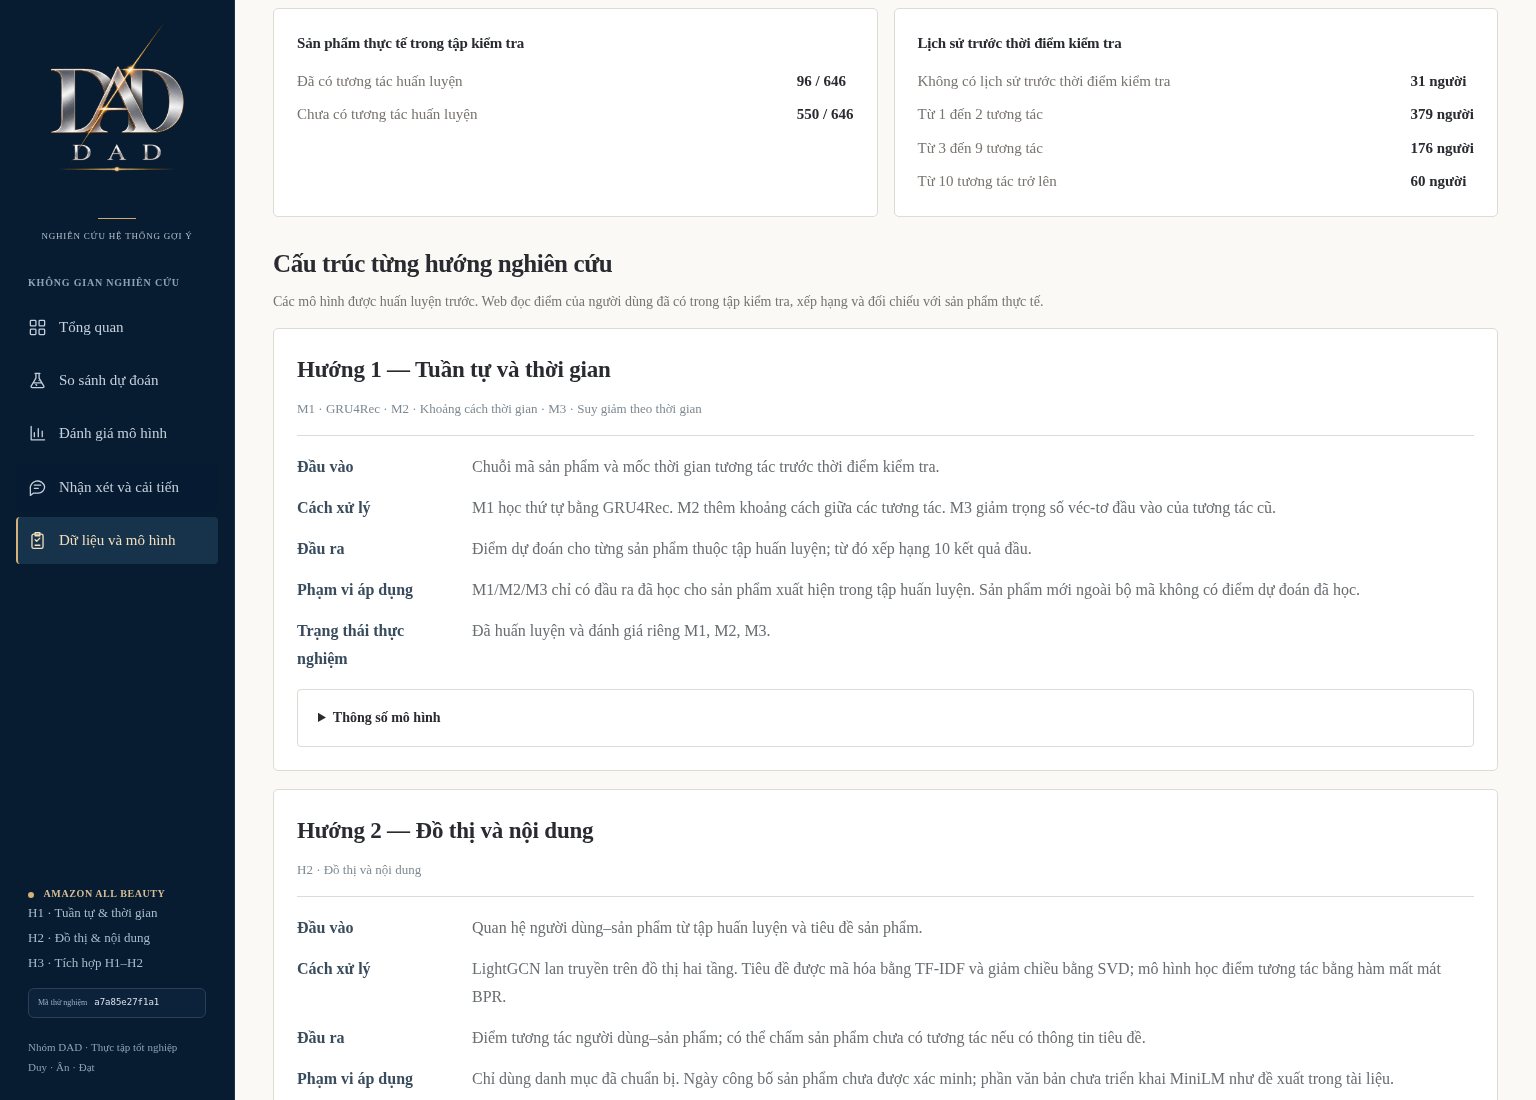 DAD
DAD
NGHIÊN CỨU HỆ THỐNG GỢI Ý
KHÔNG GIAN NGHIÊN CỨU
Tổng quan
So sánh dự đoán
Đánh giá mô hình
Nhận xét và cải tiến
Dữ liệu và mô hình
AMAZON ALL BEAUTY
H1 · Tuần tự & thời gian
H2 · Đồ thị & nội dung
H3 · Tích hợp H1–H2
Mã thử nghiệm a7a85e27f1a1
Nhóm DAD · Thực tập tốt nghiệp
Duy · Ân · Đạt
Sản phẩm thực tế trong tập kiểm tra
Đã có tương tác huấn luyện 96 / 646
Chưa có tương tác huấn luyện 550 / 646
Lịch sử trước thời điểm kiểm tra
Không có lịch sử trước thời điểm kiểm tra 31 người
Từ 1 đến 2 tương tác 379 người
Từ 3 đến 9 tương tác 176 người
Từ 10 tương tác trở lên 60 người
Cấu trúc từng hướng nghiên cứu
Các mô hình được huấn luyện trước. Web đọc điểm của người dùng đã có trong tập kiểm tra, xếp hạng và đối chiếu với sản phẩm thực tế.
Hướng 1 — Tuần tự và thời gian
M1 · GRU4Rec · M2 · Khoảng cách thời gian · M3 · Suy giảm theo thời gian
Đầu vào Chuỗi mã sản phẩm và mốc thời gian tương tác trước thời điểm kiểm tra.
Cách xử lý M1 học thứ tự bằng GRU4Rec. M2 thêm khoảng cách giữa các tương tác. M3 giảm trọng số véc-tơ đầu vào của tương tác cũ.
Đầu ra Điểm dự đoán cho từng sản phẩm thuộc tập huấn luyện; từ đó xếp hạng 10 kết quả đầu.
Phạm vi áp dụng M1/M2/M3 chỉ có đầu ra đã học cho sản phẩm xuất hiện trong tập huấn luyện. Sản phẩm mới ngoài bộ mã không có điểm dự đoán đã học.
Trạng thái thực Đã huấn luyện và đánh giá riêng M1, M2, M3.
nghiệm
Thông số mô hình
Hướng 2 — Đồ thị và nội dung
H2 · Đồ thị và nội dung
Đầu vào Quan hệ người dùng–sản phẩm từ tập huấn luyện và tiêu đề sản phẩm.
Cách xử lý LightGCN lan truyền trên đồ thị hai tầng. Tiêu đề được mã hóa bằng TF-IDF và giảm chiều bằng SVD; mô hình học điểm tương tác bằng hàm mất mát
BPR.
Đầu ra Điểm tương tác người dùng–sản phẩm; có thể chấm sản phẩm chưa có tương tác nếu có thông tin tiêu đề.
Phạm vi áp dụng Chỉ dùng danh mục đã chuẩn bị. Ngày công bố sản phẩm chưa được xác minh; phần văn bản chưa triển khai MiniLM như đề xuất trong tài liệu.